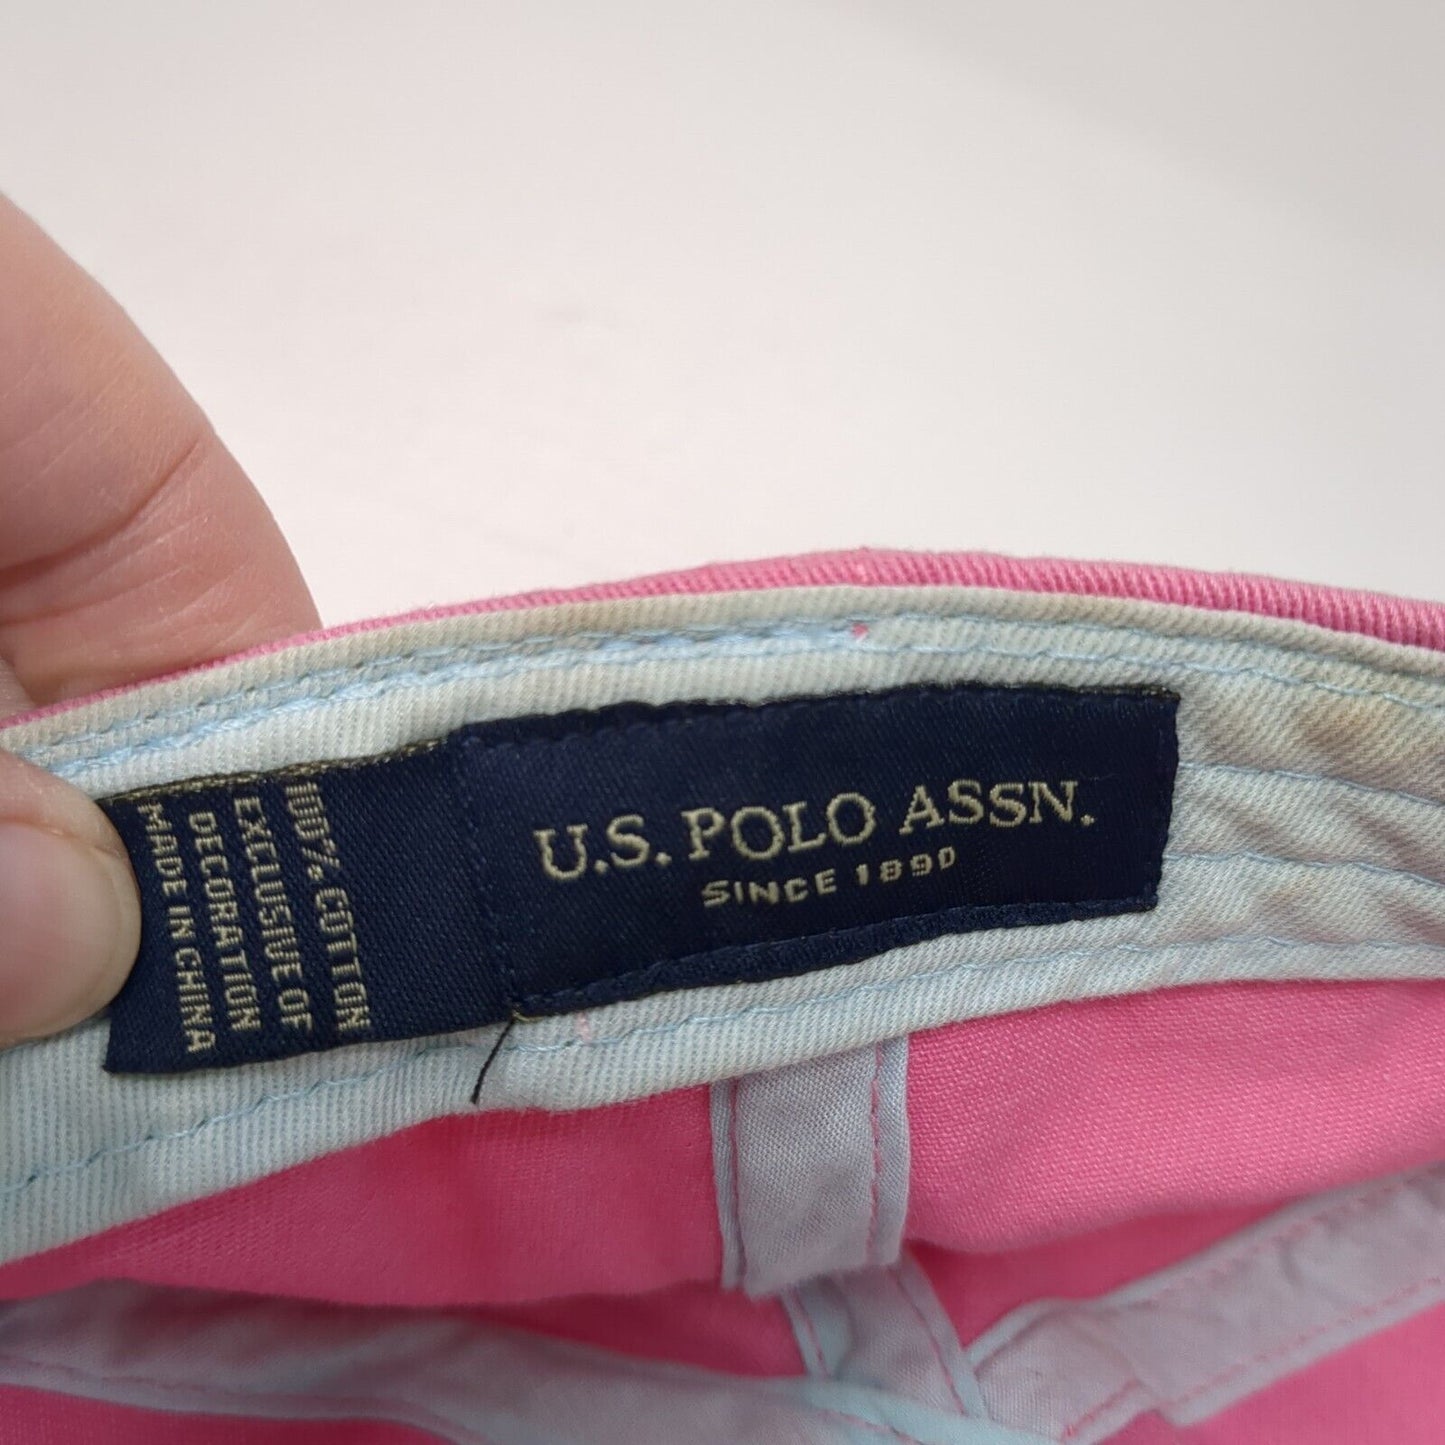 U.S. POLO ASSN.
SINCE 1890
100% COTTON
EXCLUSIVE OF
DECORATION
MADE IN CHINA